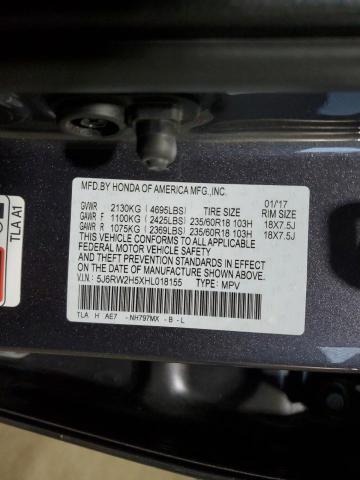 MFD.BY HONDA OF AMERICA MFG.,INC. 01/17
GVWR 2130KG (4695LBS) TIRE SIZE RIM SIZE
GAWR F 1100KG (2425LBS) 235/60R18 103H 18X7.5J
GAWR R 1075KG (2369LBS) 235/60R18 103H 18X7.5J
THIS VEHICLE CONFORMS TO ALL APPLICABLE
FEDERAL MOTOR VEHICLE SAFETY
AND THEFT PREVENTION STANDARDS IN EFFECT
ON THE DATE OF MANUFACTURE SHOWN ABOVE.
V.I.N.: 5J6RW2H5XHL018155 TYPE: MPV
TLA H AE7 -NH797MX -B-L
TLA A1